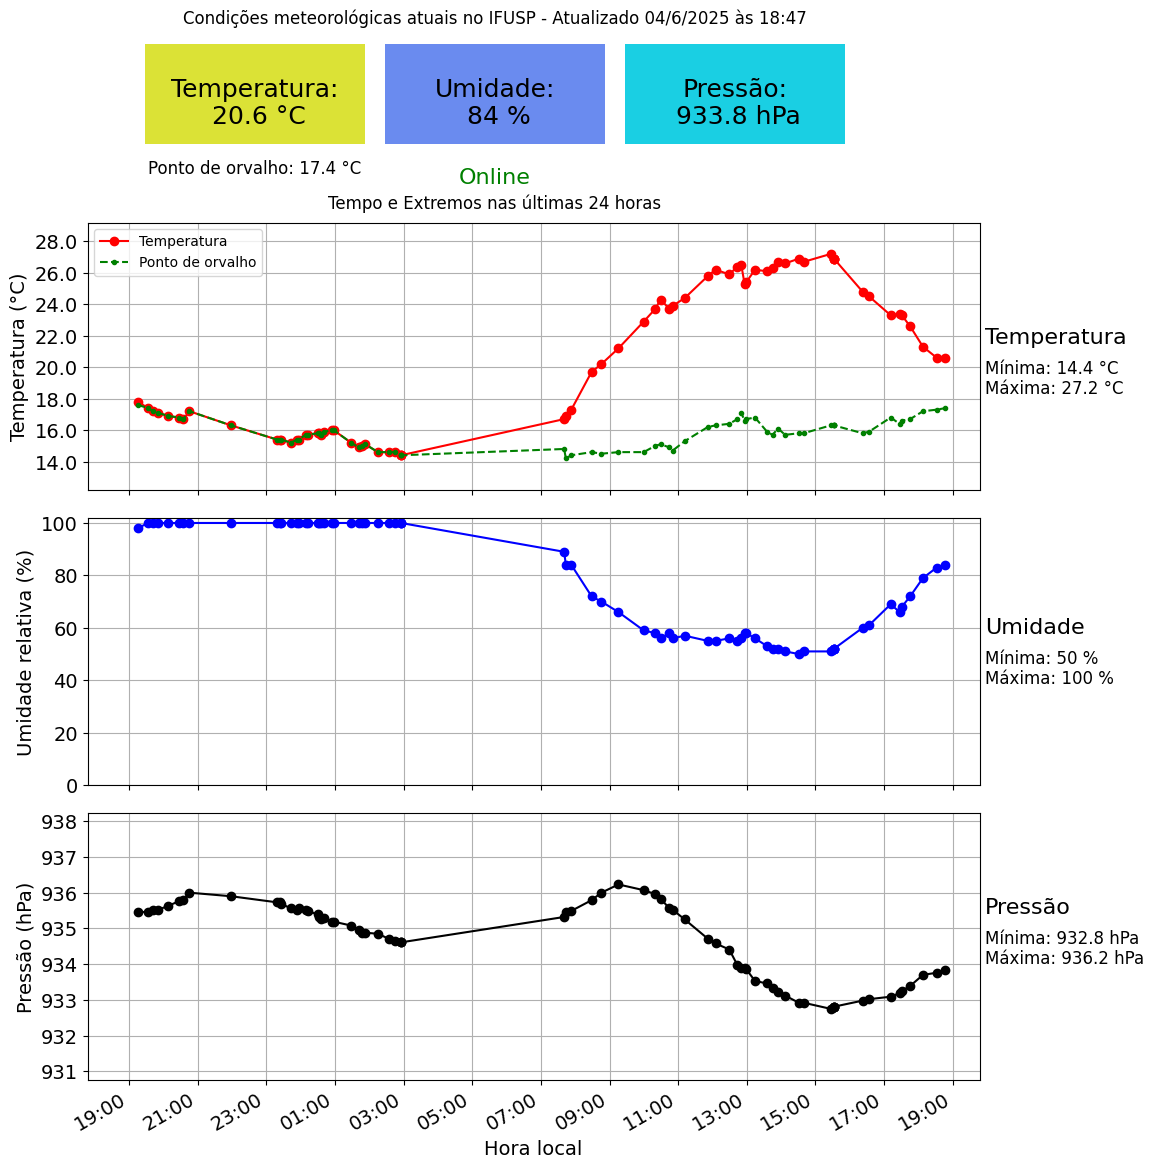 Condições meteorológicas atuais no IFUSP - Atualizado 04/6/2025 às 18:47
Temperatura:
20.6 °C
Umidade:
84 %
Pressão:
933.8 hPa
Ponto de orvalho: 17.4 °C
Online
Tempo e Extremos nas últimas 24 horas
Temperatura
Ponto de orvalho
Temperatura (°C)
28.0
26.0
24.0
22.0
20.0
18.0
16.0
14.0
Temperatura
Mínima: 14.4 °C
Máxima: 27.2 °C
Umidade relativa (%)
100
80
60
40
20
0
Umidade
Mínima: 50 %
Máxima: 100 %
Pressão (hPa)
938
937
936
935
934
933
932
931
Pressão
Mínima: 932.8 hPa
Máxima: 936.2 hPa
19:00 21:00 23:00 01:00 03:00 05:00 07:00 09:00 11:00 13:00 15:00 17:00 19:00
Hora local